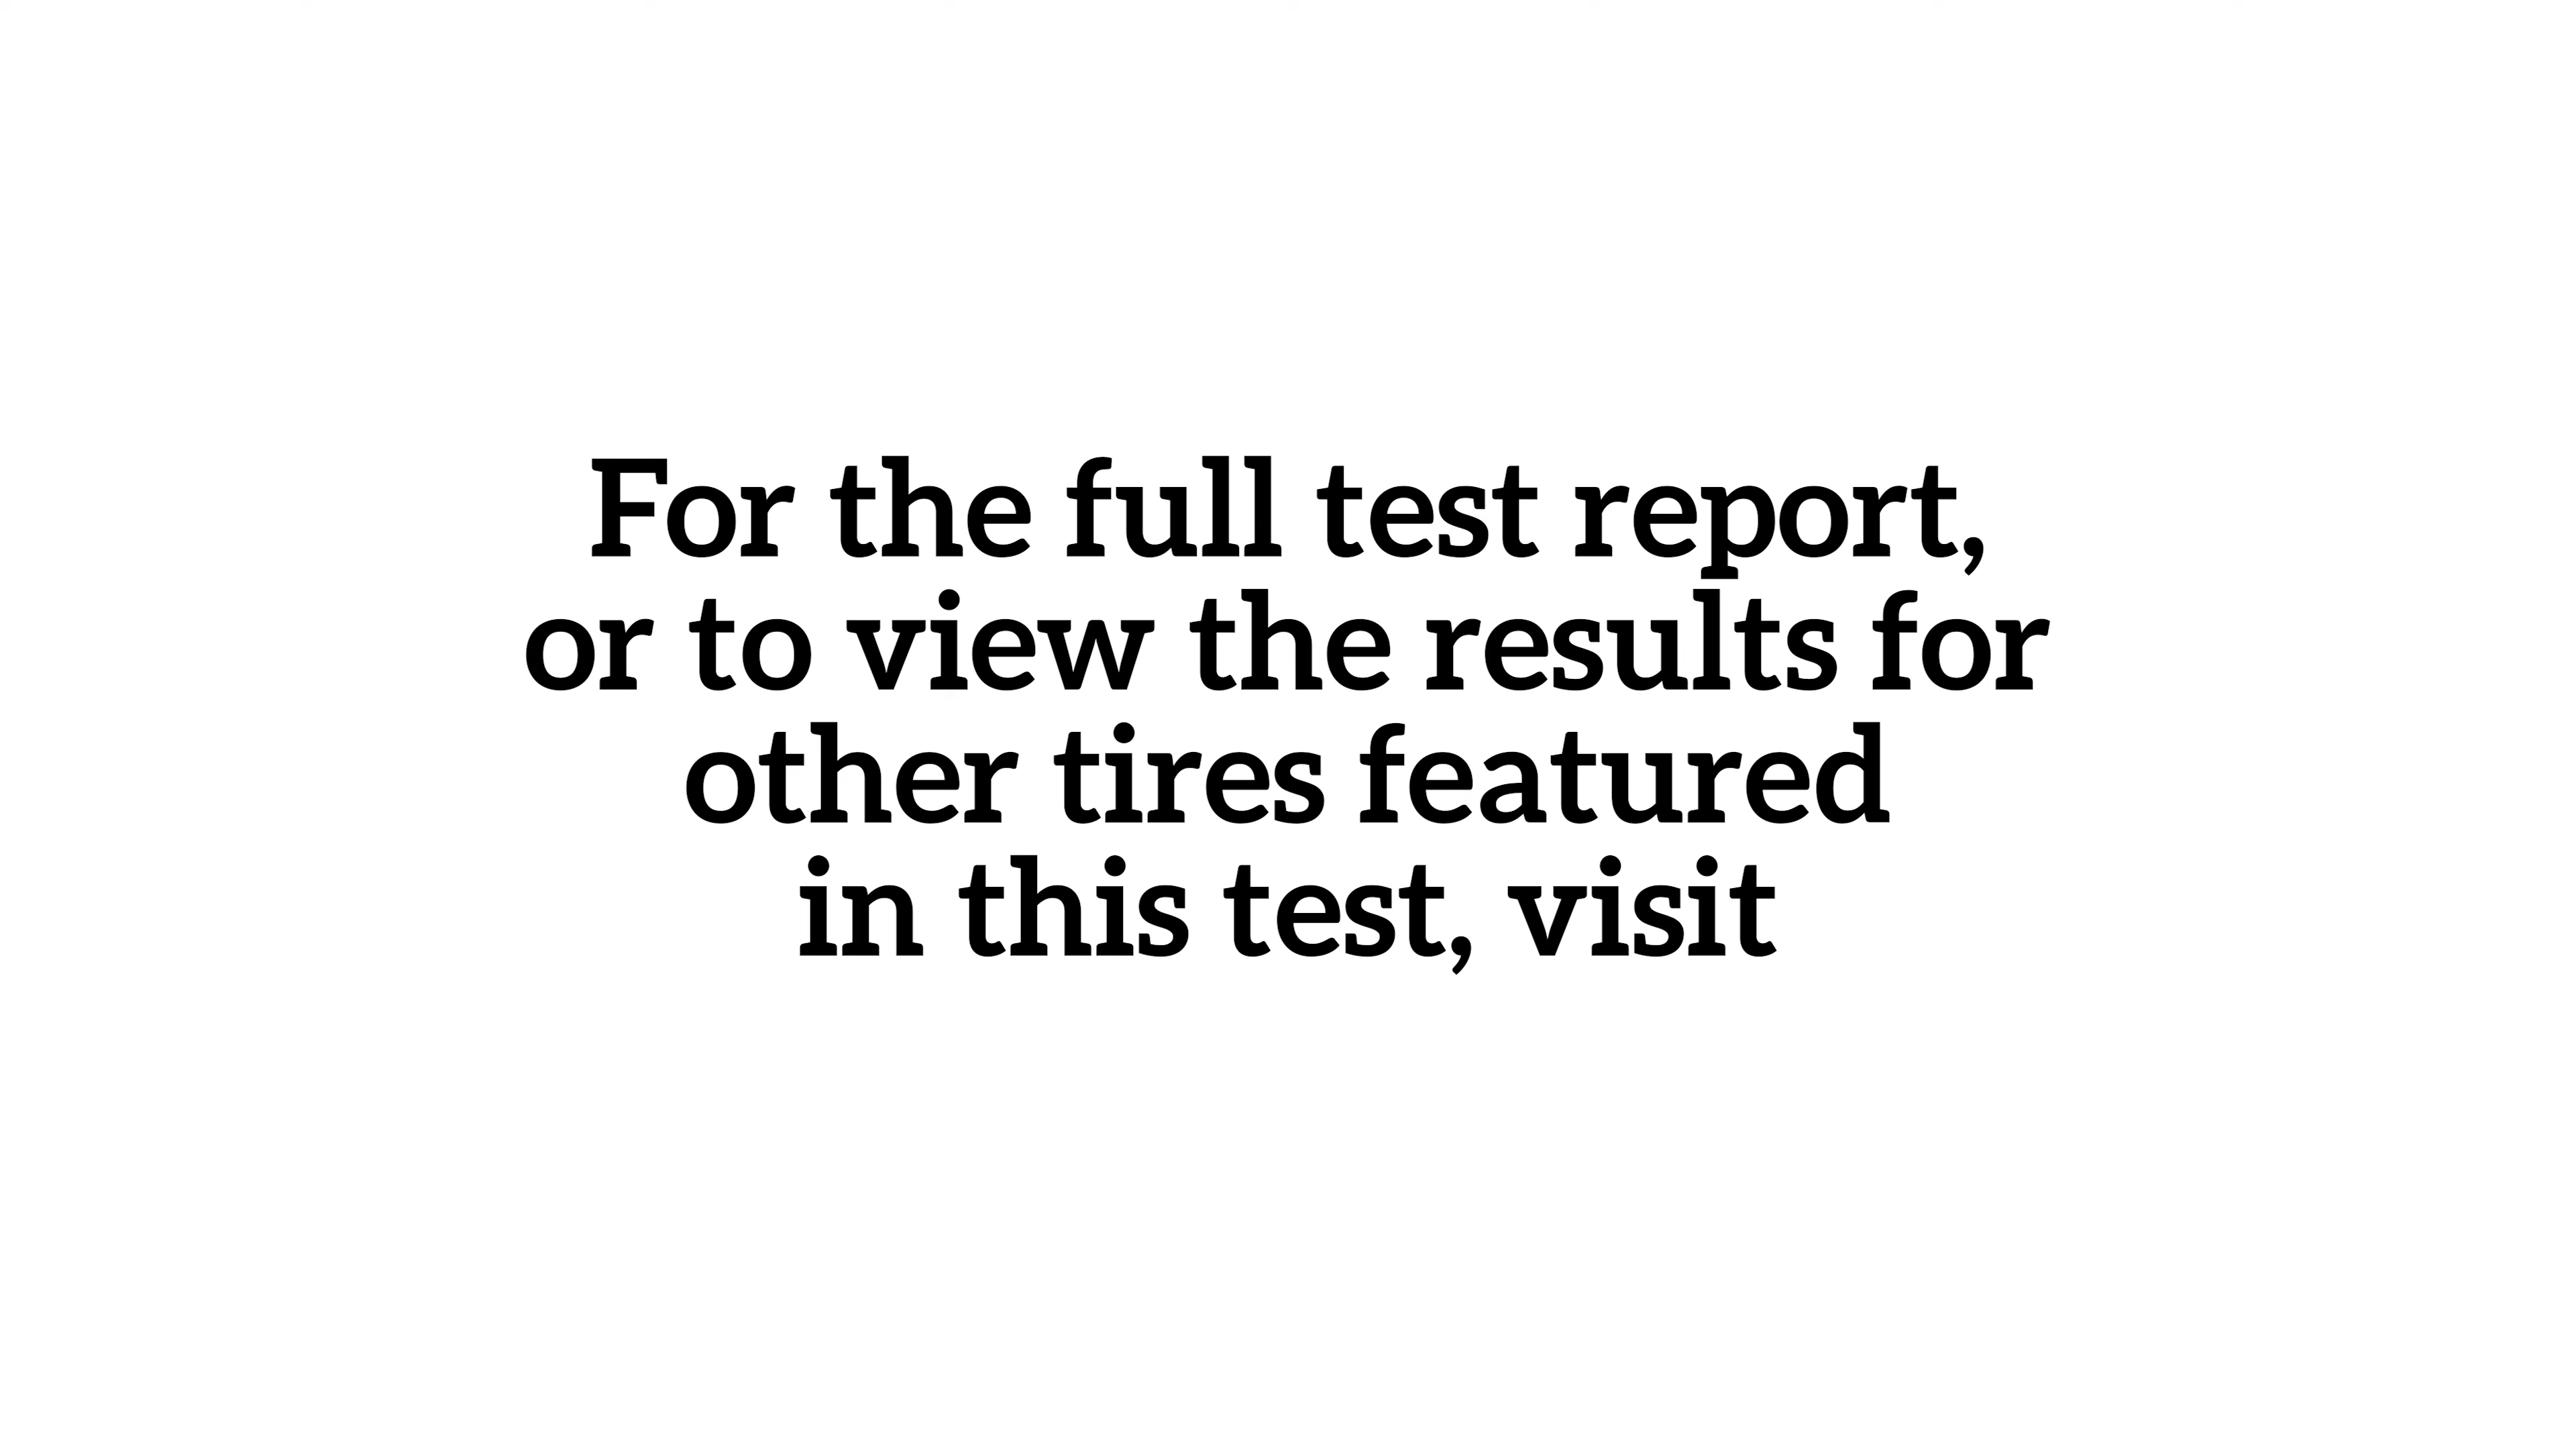 For the full test report,
or to view the results for
other tires featured
in this test, visit